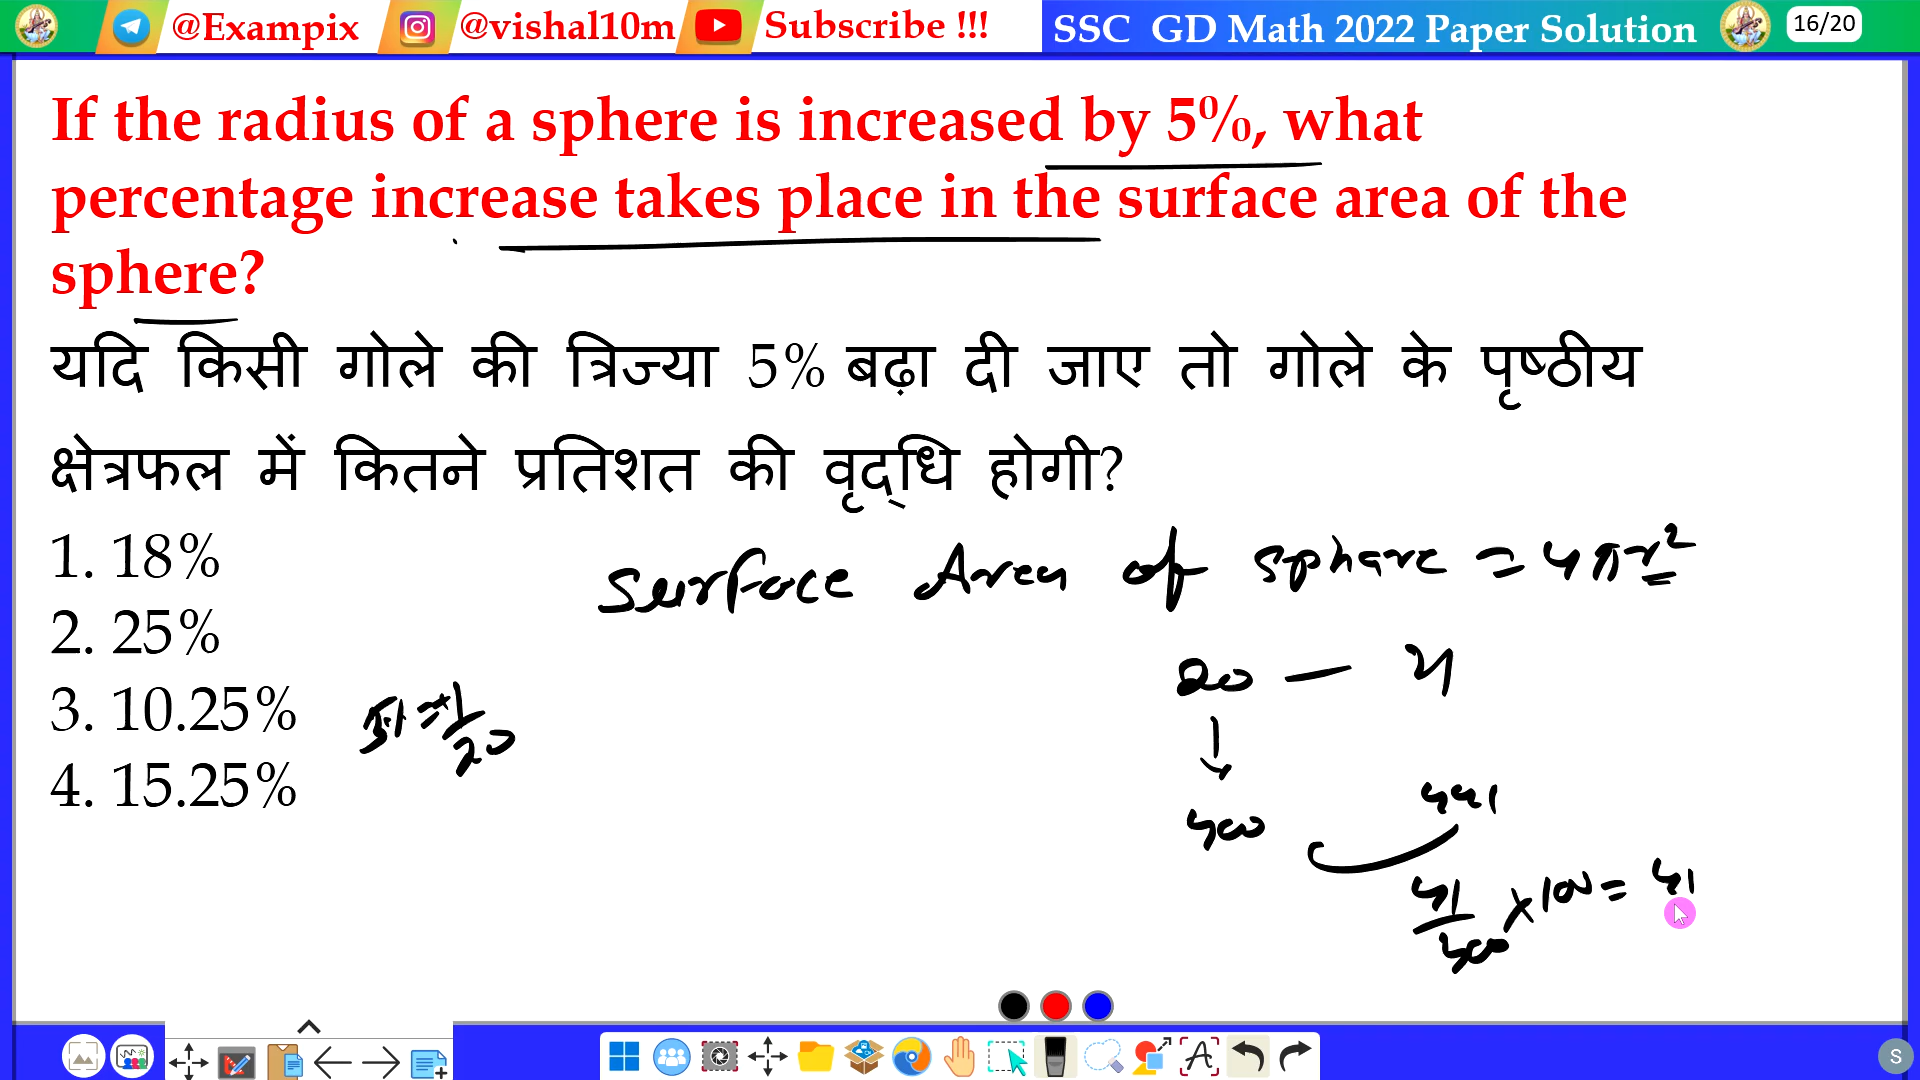 @Exampix @vishal10m Subscribe !!! SSC GD Math 2022 Paper Solution 16/20
If the radius of a sphere is increased by 5%, what
percentage increase takes place in the surface area of the
sphere?
यदि किसी गोले की त्रिज्या 5% बढ़ा दी जाए तो गोले के पृष्ठीय
क्षेत्रफल में कितने प्रतिशत की वृद्धि होगी?
1. 18%
2. 25%
3. 10.25%
4. 15.25%
Surface Area of sphare = 4πr²
20 — 21
400 441
41/400 × 100 = 41
= +1/20
S